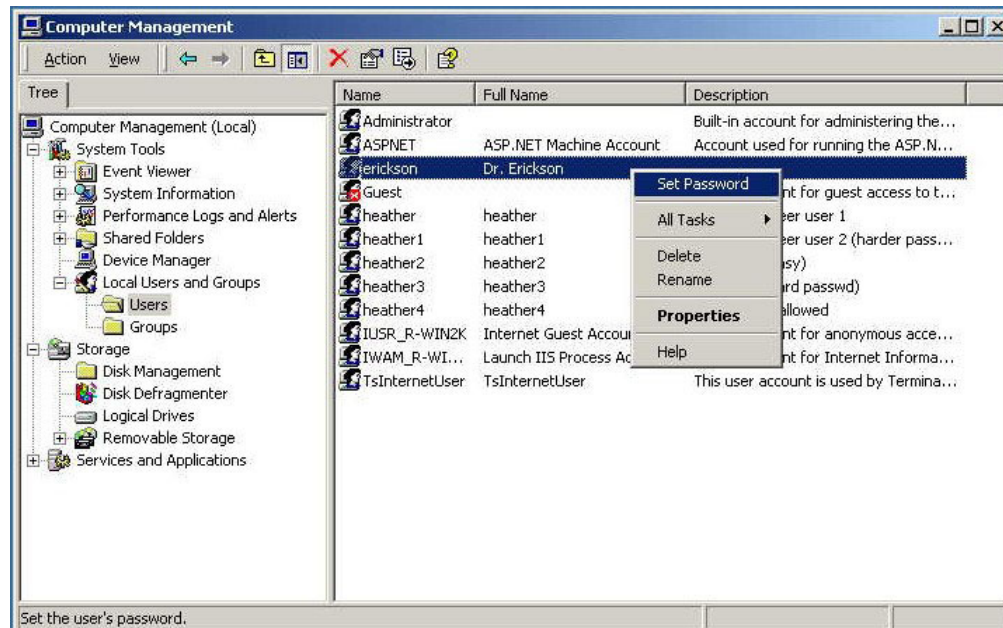 Computer Management
Action View
Tree
Name Full Name Description
Computer Management (Local)
System Tools
Event Viewer
System Information
Performance Logs and Alerts
Shared Folders
Device Manager
Local Users and Groups
Users
Groups
Storage
Disk Management
Disk Defragmenter
Logical Drives
Removable Storage
Services and Applications
Administrator Built-in account for administering the...
ASPNET ASP.NET Machine Account Account used for running the ASP.N...
erickson Dr. Erickson
Guest nt for guest access to t...
heather heather er user 1
heather1 heather1 er user 2 (harder pass...
heather2 heather2 sy)
heather3 heather3 rd passwd)
heather4 heather4 llowed
IUSR_R-WIN2K Internet Guest Accou nt for anonymous acce...
IWAM_R-WI... Launch IIS Process Ac nt for Internet Informa...
TsInternetUser TsInternetUser This user account is used by Termina...
Set Password
All Tasks
Delete
Rename
Properties
Help
Set the user's password.